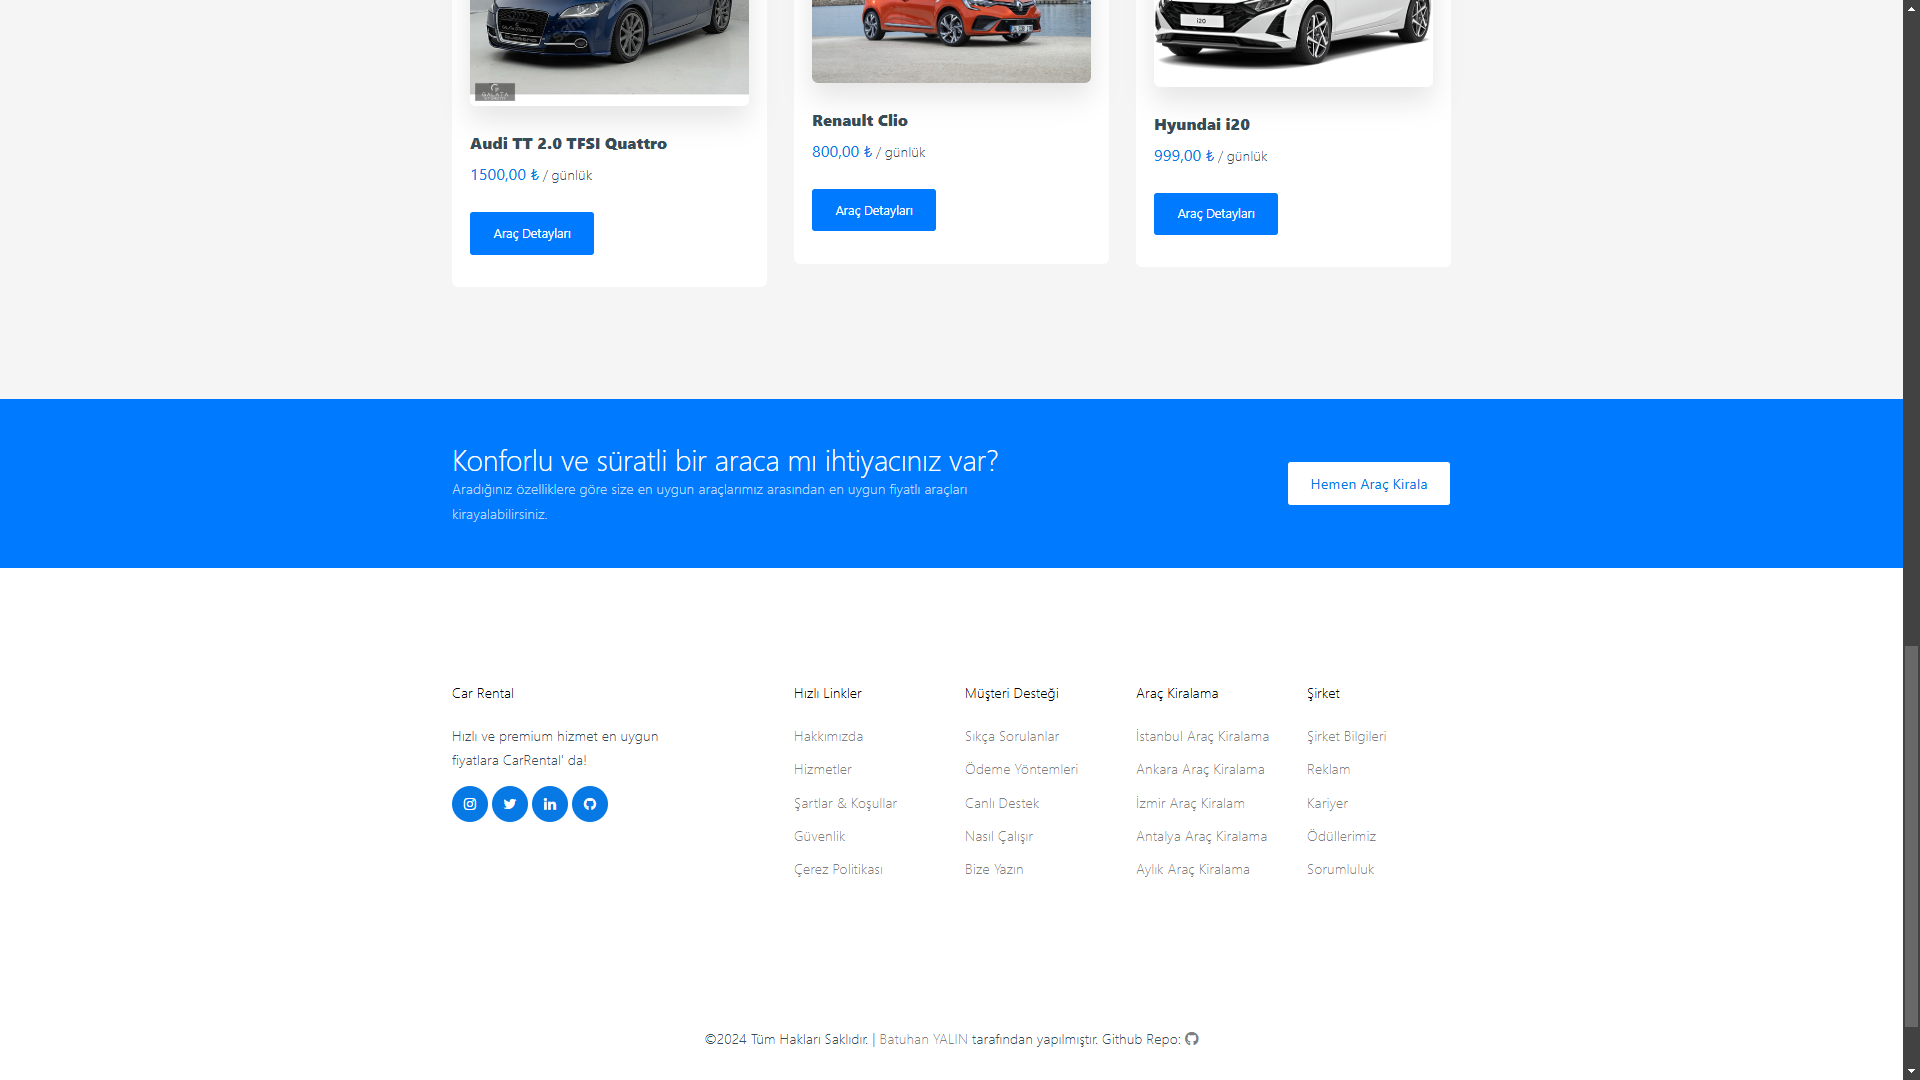 i20
GALATA
Audi TT 2.0 TFSI Quattro
1500,00 ₺ / günlük
Araç Detayları
Renault Clio
800,00 ₺ / günlük
Araç Detayları
Hyundai i20
999,00 ₺ / günlük
Araç Detayları
Konforlu ve süratli bir araca mı ihtiyacınız var?
Aradığınız özelliklere göre size en uygun araçlarımız arasından en uygun fiyatlı araçları
kirayalabilirsiniz.
Hemen Araç Kirala
Car Rental
Hızlı ve premium hizmet en uygun
fiyatlara CarRental' da!
Hızlı Linkler
Hakkımızda
Hizmetler
Şartlar & Koşullar
Güvenlik
Çerez Politikası
Müşteri Desteği
Sıkça Sorulanlar
Ödeme Yöntemleri
Canlı Destek
Nasıl Çalışır
Bize Yazın
Araç Kiralama
İstanbul Araç Kiralama
Ankara Araç Kiralama
İzmir Araç Kiralam
Antalya Araç Kiralama
Aylık Araç Kiralama
Şirket
Şirket Bilgileri
Reklam
Kariyer
Ödüllerimiz
Sorumluluk
©2024 Tüm Hakları Saklıdır. | Batuhan YALIN tarafından yapılmıştır. Github Repo: